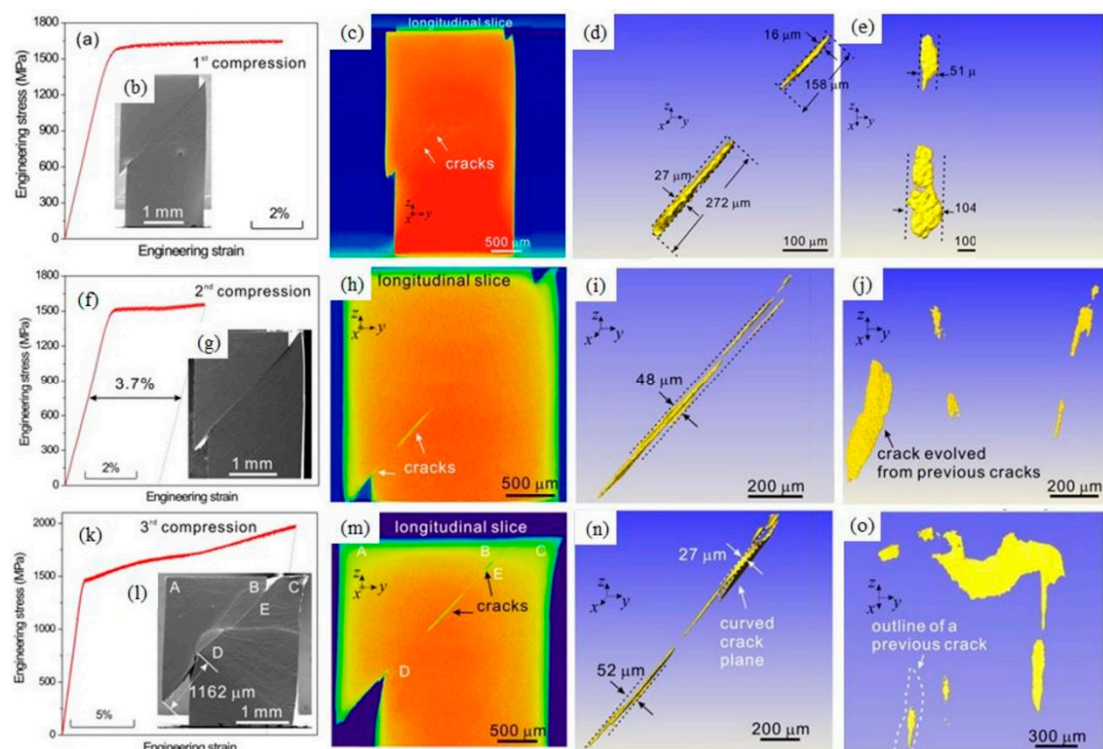 (a)
1800
1500
1200
900
600
300
0
Engineering stress (MPa)
1st compression
(b)
1 mm
2%
Engineering strain
longitudinal slice
(c)
cracks
z
x
y
500 μm
(d)
16 μm
158 μm
z
x
y
27 μm
272 μm
100 μm
(e)
51 μ
z
x
y
104
100
(f)
1800
1500
1200
900
600
300
0
Engineering stress (MPa)
2nd compression
(g)
3.7%
2%
1 mm
Engineering strain
(h)
longitudinal slice
z
x
y
cracks
500 μm
(i)
z
x
y
48 μm
200 μm
(j)
z
x
y
crack evolved
from previous cracks
200 μm
(k)
2000
1500
1000
500
0
Engineering stress (MPa)
3rd compression
(l)
A
B
C
E
D
1162 μm
1 mm
5%
Engineering strain
longitudinal slice
(m)
A
B
C
E
z
x
y
cracks
D
500 μm
(n)
z
x
y
27 μm
curved
crack
plane
52 μm
200 μm
(o)
z
x
y
outline of a
previous crack
300 μm